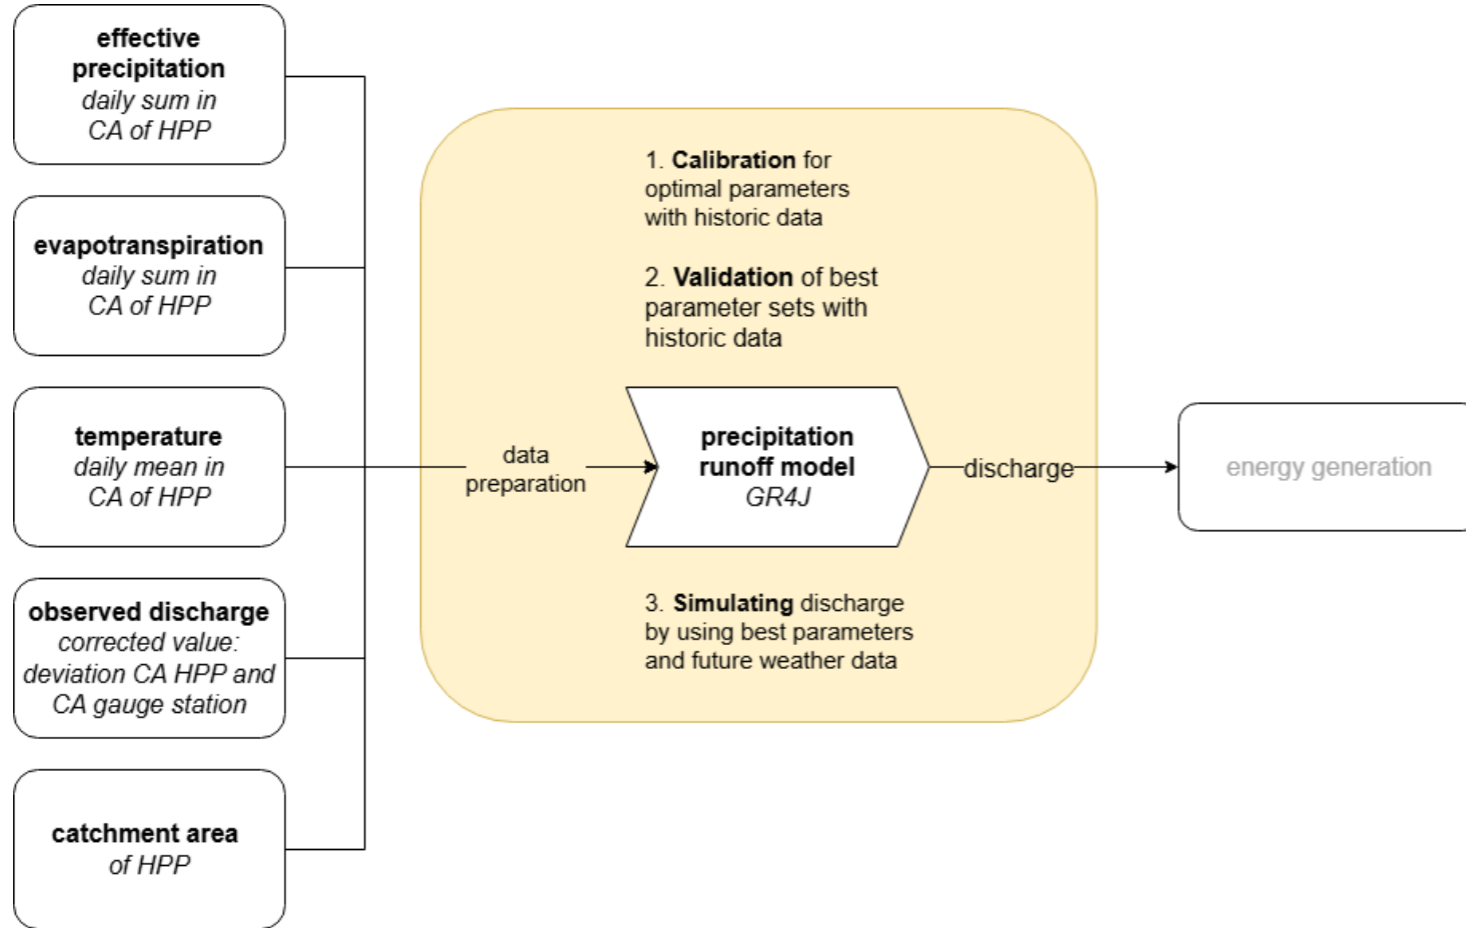 effective
precipitation
daily sum in
CA of HPP
evapotranspiration
daily sum in
CA of HPP
temperature
daily mean in
CA of HPP
observed discharge
corrected value:
deviation CA HPP and
CA gauge station
catchment area
of HPP
data
preparation
1. Calibration for
optimal parameters
with historic data
2. Validation of best
parameter sets with
historic data
precipitation
runoff model
GR4J
3. Simulating discharge
by using best parameters
and future weather data
discharge
energy generation